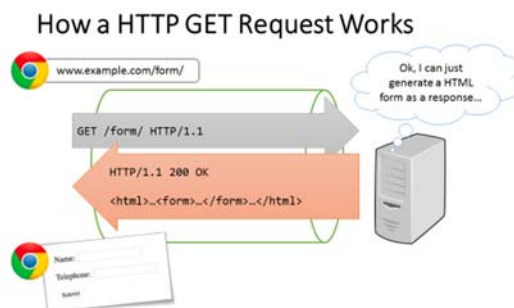 How a HTTP GET Request Works
www.example.com/form/
Ok, I can just
generate a HTML
form as a response...
GET /form/ HTTP/1.1
HTTP/1.1 200 OK
<html>…<form>…</form>…</html>
Name:
Telephone:
Submit